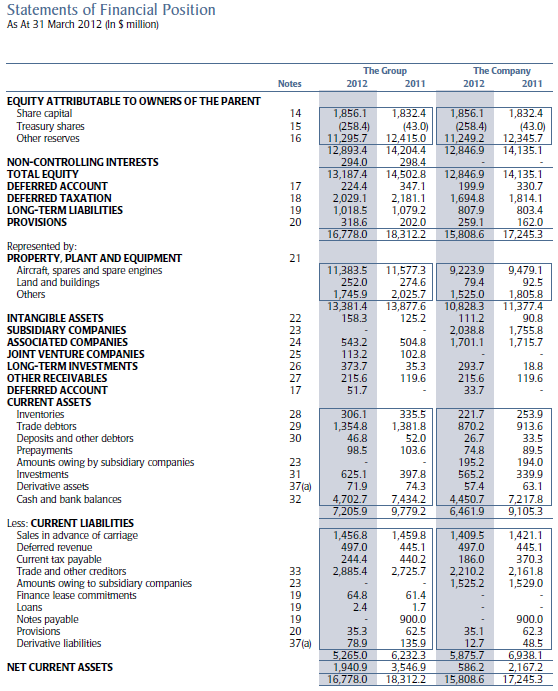 Statements of Financial Position
As At 31 March 2012 (In $ million)
The Group The Company
Notes 2012 2011 2012 2011
EQUITY ATTRIBUTABLE TO OWNERS OF THE PARENT
Share capital 14 1,856.1 1,832.4 1,856.1 1,832.4
Treasury shares 15 (258.4) (43.0) (258.4) (43.0)
Other reserves 16 11,295.7 12,415.0 11,249.2 12,345.7
12,893.4 14,204.4 12,846.9 14,135.1
NON-CONTROLLING INTERESTS 294.0 298.4 - -
TOTAL EQUITY 13,187.4 14,502.8 12,846.9 14,135.1
DEFERRED ACCOUNT 17 224.4 347.1 199.9 330.7
DEFERRED TAXATION 18 2,029.1 2,181.1 1,694.8 1,814.1
LONG-TERM LIABILITIES 19 1,018.5 1,079.2 807.9 803.4
PROVISIONS 20 318.6 202.0 259.1 162.0
16,778.0 18,312.2 15,808.6 17,245.3
Represented by:
PROPERTY, PLANT AND EQUIPMENT 21
Aircraft, spares and spare engines 11,383.5 11,577.3 9,223.9 9,479.1
Land and buildings 252.0 274.6 79.4 92.5
Others 1,745.9 2,025.7 1,525.0 1,805.8
13,381.4 13,877.6 10,828.3 11,377.4
INTANGIBLE ASSETS 22 158.3 125.2 111.2 90.8
SUBSIDIARY COMPANIES 23 - - 2,038.8 1,755.8
ASSOCIATED COMPANIES 24 543.2 504.8 1,701.1 1,715.7
JOINT VENTURE COMPANIES 25 113.2 102.8 - -
LONG-TERM INVESTMENTS 26 373.7 35.3 293.7 18.8
OTHER RECEIVABLES 27 215.6 119.6 215.6 119.6
DEFERRED ACCOUNT 17 51.7 - 33.7 -
CURRENT ASSETS
Inventories 28 306.1 335.5 221.7 253.9
Trade debtors 29 1,354.8 1,381.8 870.2 913.6
Deposits and other debtors 30 46.8 52.0 26.7 33.5
Prepayments 98.5 103.6 74.8 89.5
Amounts owing by subsidiary companies 23 - - 195.2 194.0
Investments 31 625.1 397.8 565.2 339.9
Derivative assets 37(a) 71.9 74.3 57.4 63.1
Cash and bank balances 32 4,702.7 7,434.2 4,450.7 7,217.8
7,205.9 9,779.2 6,461.9 9,105.3
Less: CURRENT LIABILITIES
Sales in advance of carriage 1,456.8 1,459.8 1,409.5 1,421.1
Deferred revenue 497.0 445.1 497.0 445.1
Current tax payable 244.4 440.2 186.0 370.3
Trade and other creditors 33 2,885.4 2,725.7 2,210.2 2,161.8
Amounts owing to subsidiary companies 23 - - 1,525.2 1,529.0
Finance lease commitments 19 64.8 61.4 - -
Loans 19 2.4 1.7 - -
Notes payable 19 - 900.0 - 900.0
Provisions 20 35.3 62.5 35.1 62.3
Derivative liabilities 37(a) 78.9 135.9 12.7 48.5
5,265.0 6,232.3 5,875.7 6,938.1
NET CURRENT ASSETS 1,940.9 3,546.9 586.2 2,167.2
16,778.0 18,312.2 15,808.6 17,245.3